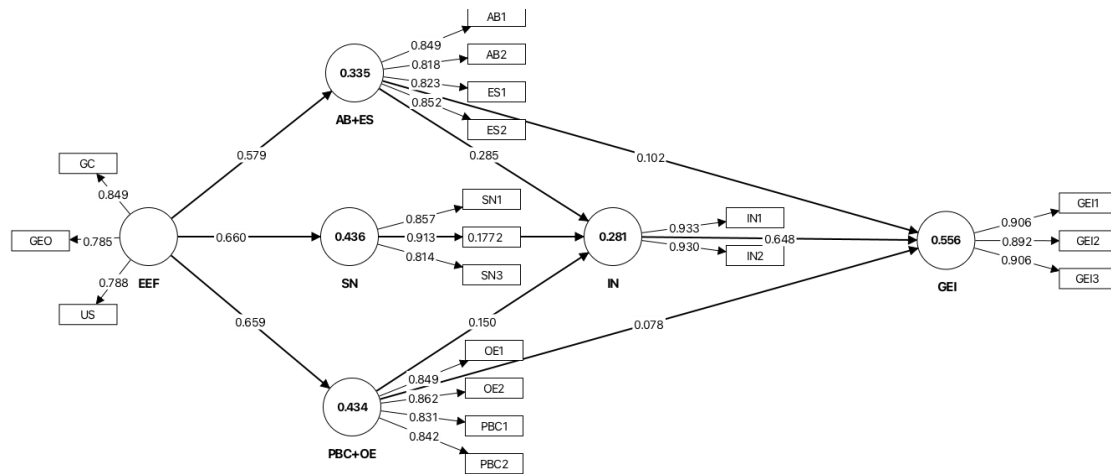 AB1
0.849
AB2
0.818
0.335
0.823
ES1
0.852
AB+ES
ES2
0.579
0.285
0.102
GC
0.849
SN1
0.857
GEI1
IN1
0.906
GEO
0.785
0.660
0.436
0.913
0.1772
0.281
0.933
0.648
0.556
0.892
GEI2
0.930
IN2
0.788
0.814
SN3
0.906
GEI3
EEF
SN
IN
GEI
US
0.659
0.150
0.078
OE1
0.849
OE2
0.862
0.434
0.831
PBC1
0.842
PBC+OE
PBC2